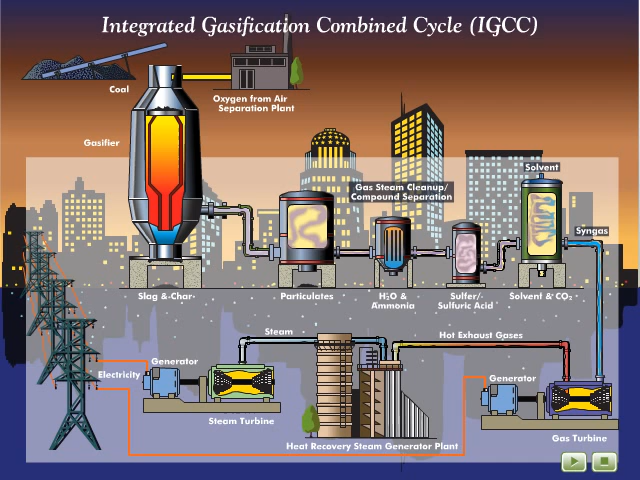 Integrated Gasification Combined Cycle (IGCC)
Coal
Oxygen from Air
Separation Plant
Gasifier
Gas Steam Cleanup/
Compound Separation
Solvent
Syngas
Slag & Char
Particulates
H2O &
Ammonia
Sulfer/
Sulfuric Acid
Solvent & CO2
Steam
Hot Exhaust Gases
Generator
Electricity
Generator
Steam Turbine
Heat Recovery Steam Generator Plant
Gas Turbine